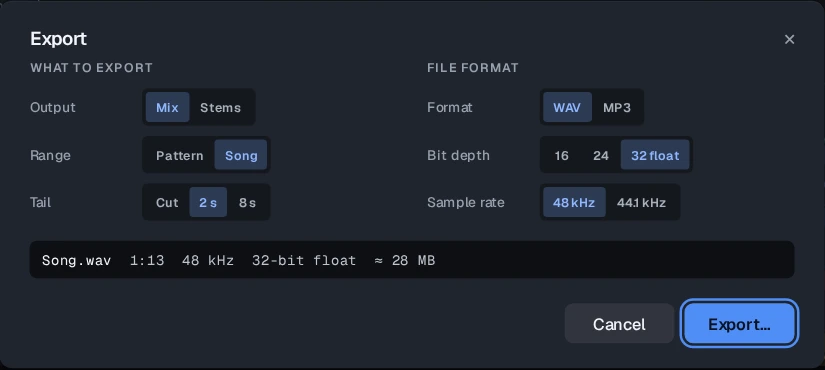 Export
×
WHAT TO EXPORT
Output Mix Stems
Range Pattern Song
Tail Cut 2 s 8 s
FILE FORMAT
Format WAV MP3
Bit depth 16 24 32 float
Sample rate 48 kHz 44.1 kHz
Song.wav 1:13 48 kHz 32-bit float ≈ 28 MB
Cancel Export...